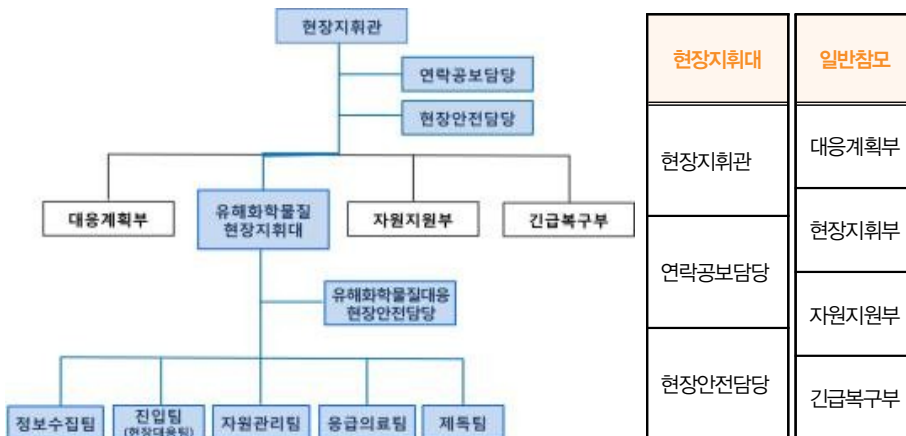 현장지휘관
연락공보담당
현장안전담당
대응계획부
유해화학물질
현장지휘대
자원지원부
긴급복구부
유해화학물질대응
현장안전담당
정보수집팀
진입팀
(현장대응팀)
자원관리팀
응급의료팀
제독팀
현장지휘대
현장지휘관
연락공보담당
현장안전담당
일반참모
대응계획부
현장지휘부
자원지원부
긴급복구부